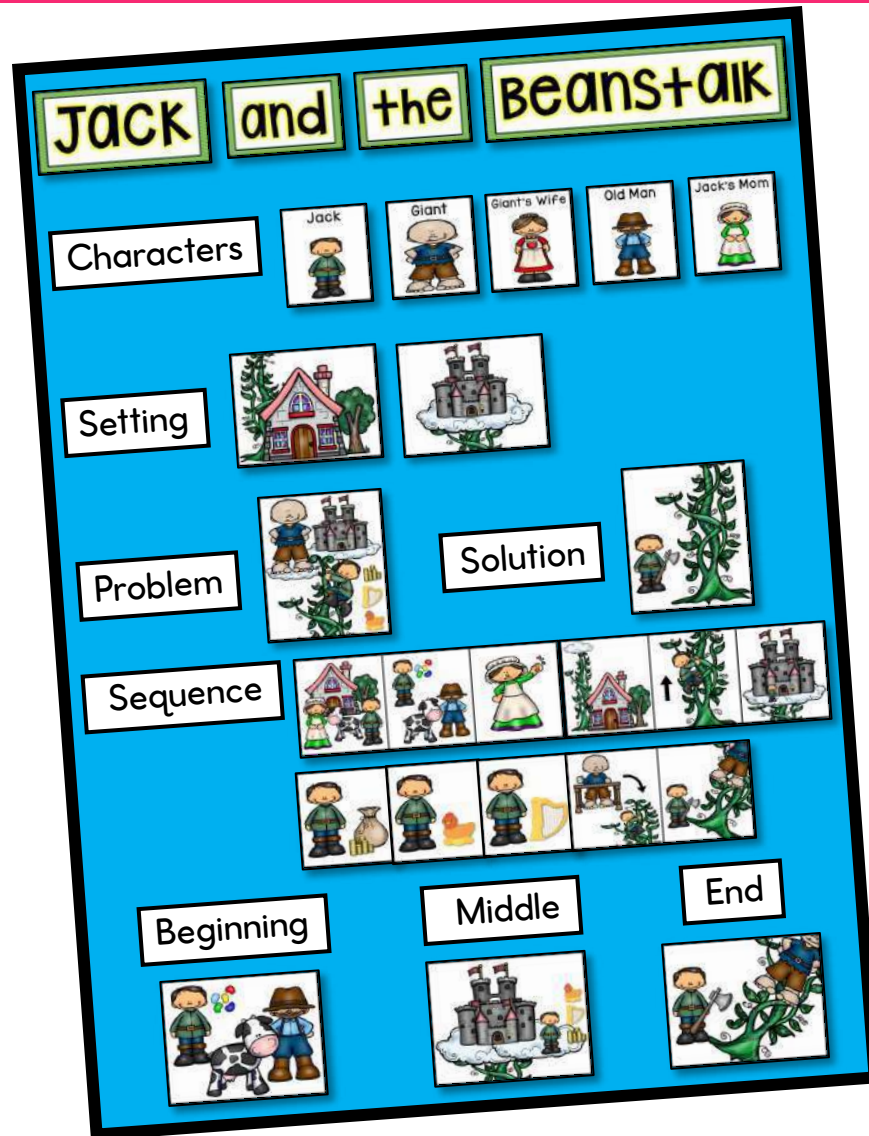 Jack and the Beanstalk
Characters
Jack
Giant
Giant's Wife
Old Man
Jack's Mom
Setting
Problem
Solution
Sequence
Beginning
Middle
End